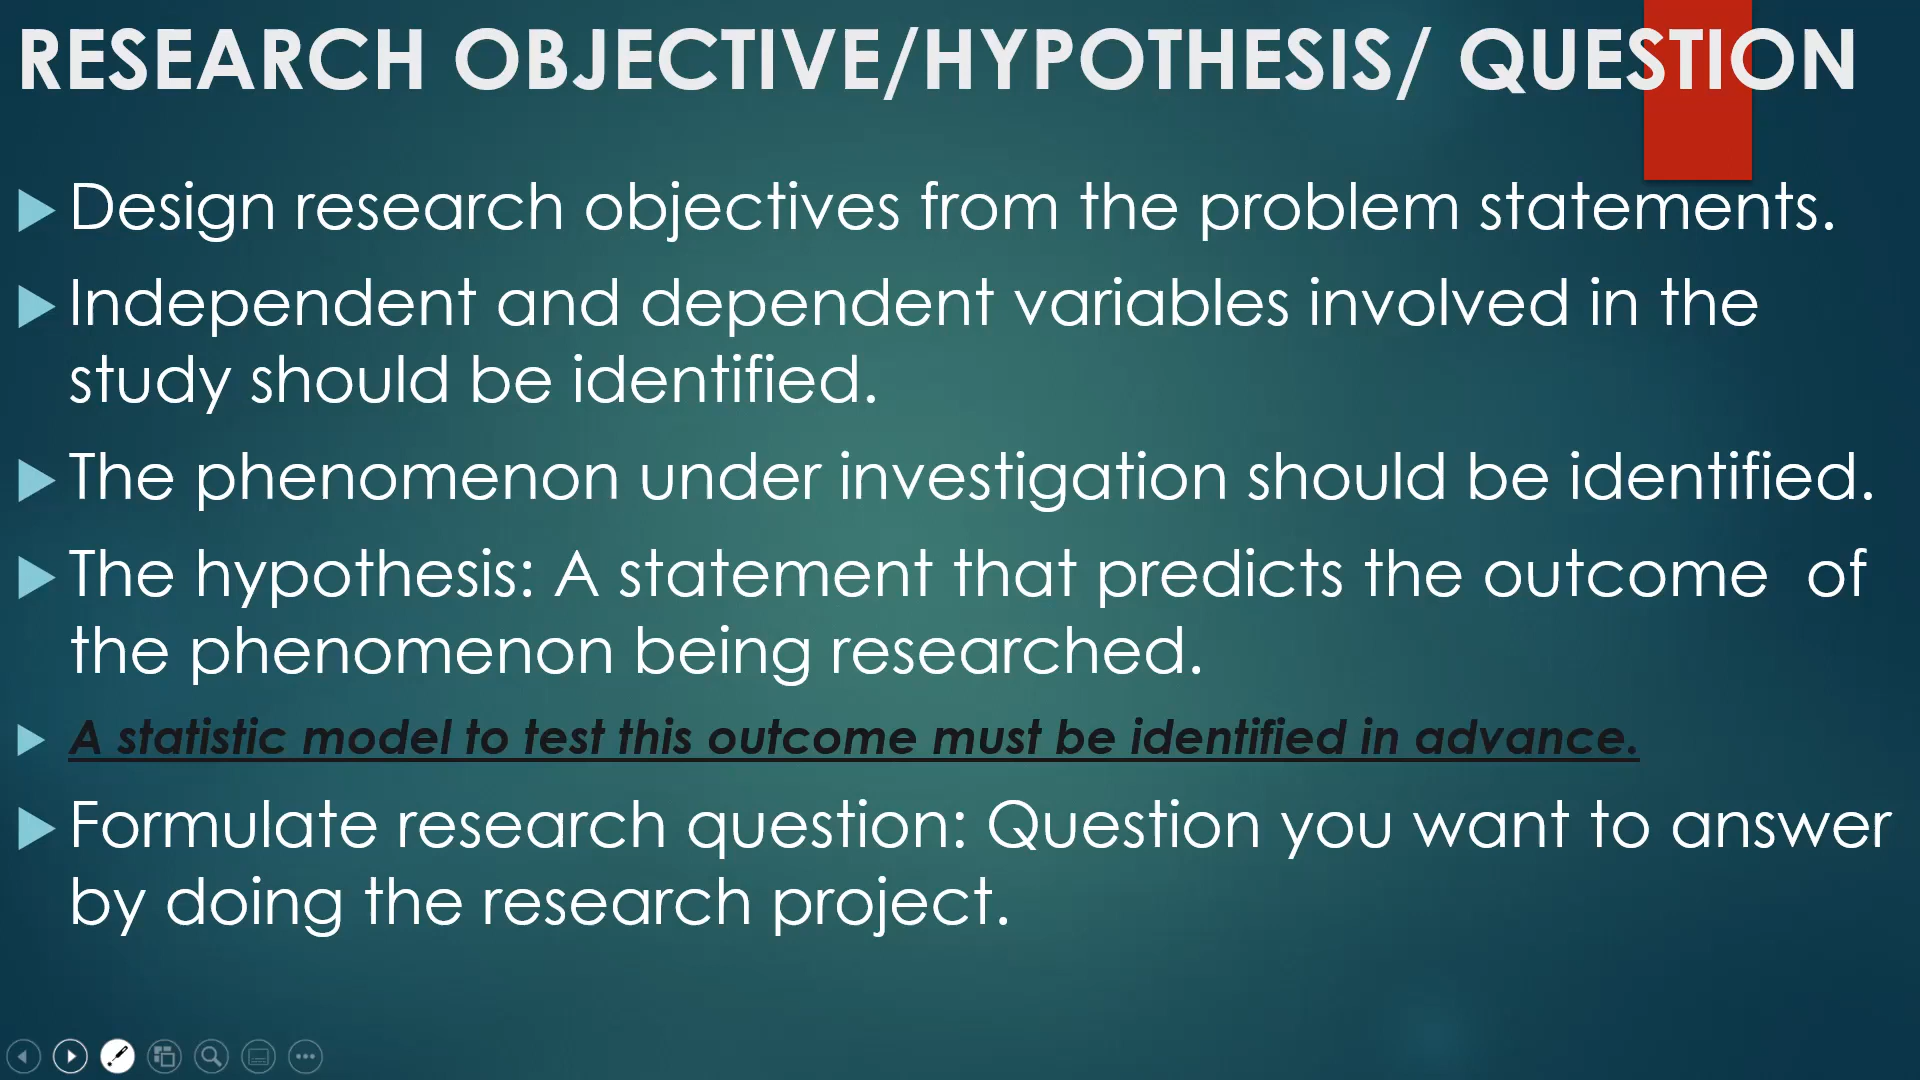 RESEARCH OBJECTIVE/HYPOTHESIS/ QUESTION
Design research objectives from the problem statements.
Independent and dependent variables involved in the
study should be identified.
The phenomenon under investigation should be identified.
The hypothesis: A statement that predicts the outcome  of
the phenomenon being researched.
A statistic model to test this outcome must be identified in advance.
Formulate research question: Question you want to answer
by doing the research project.